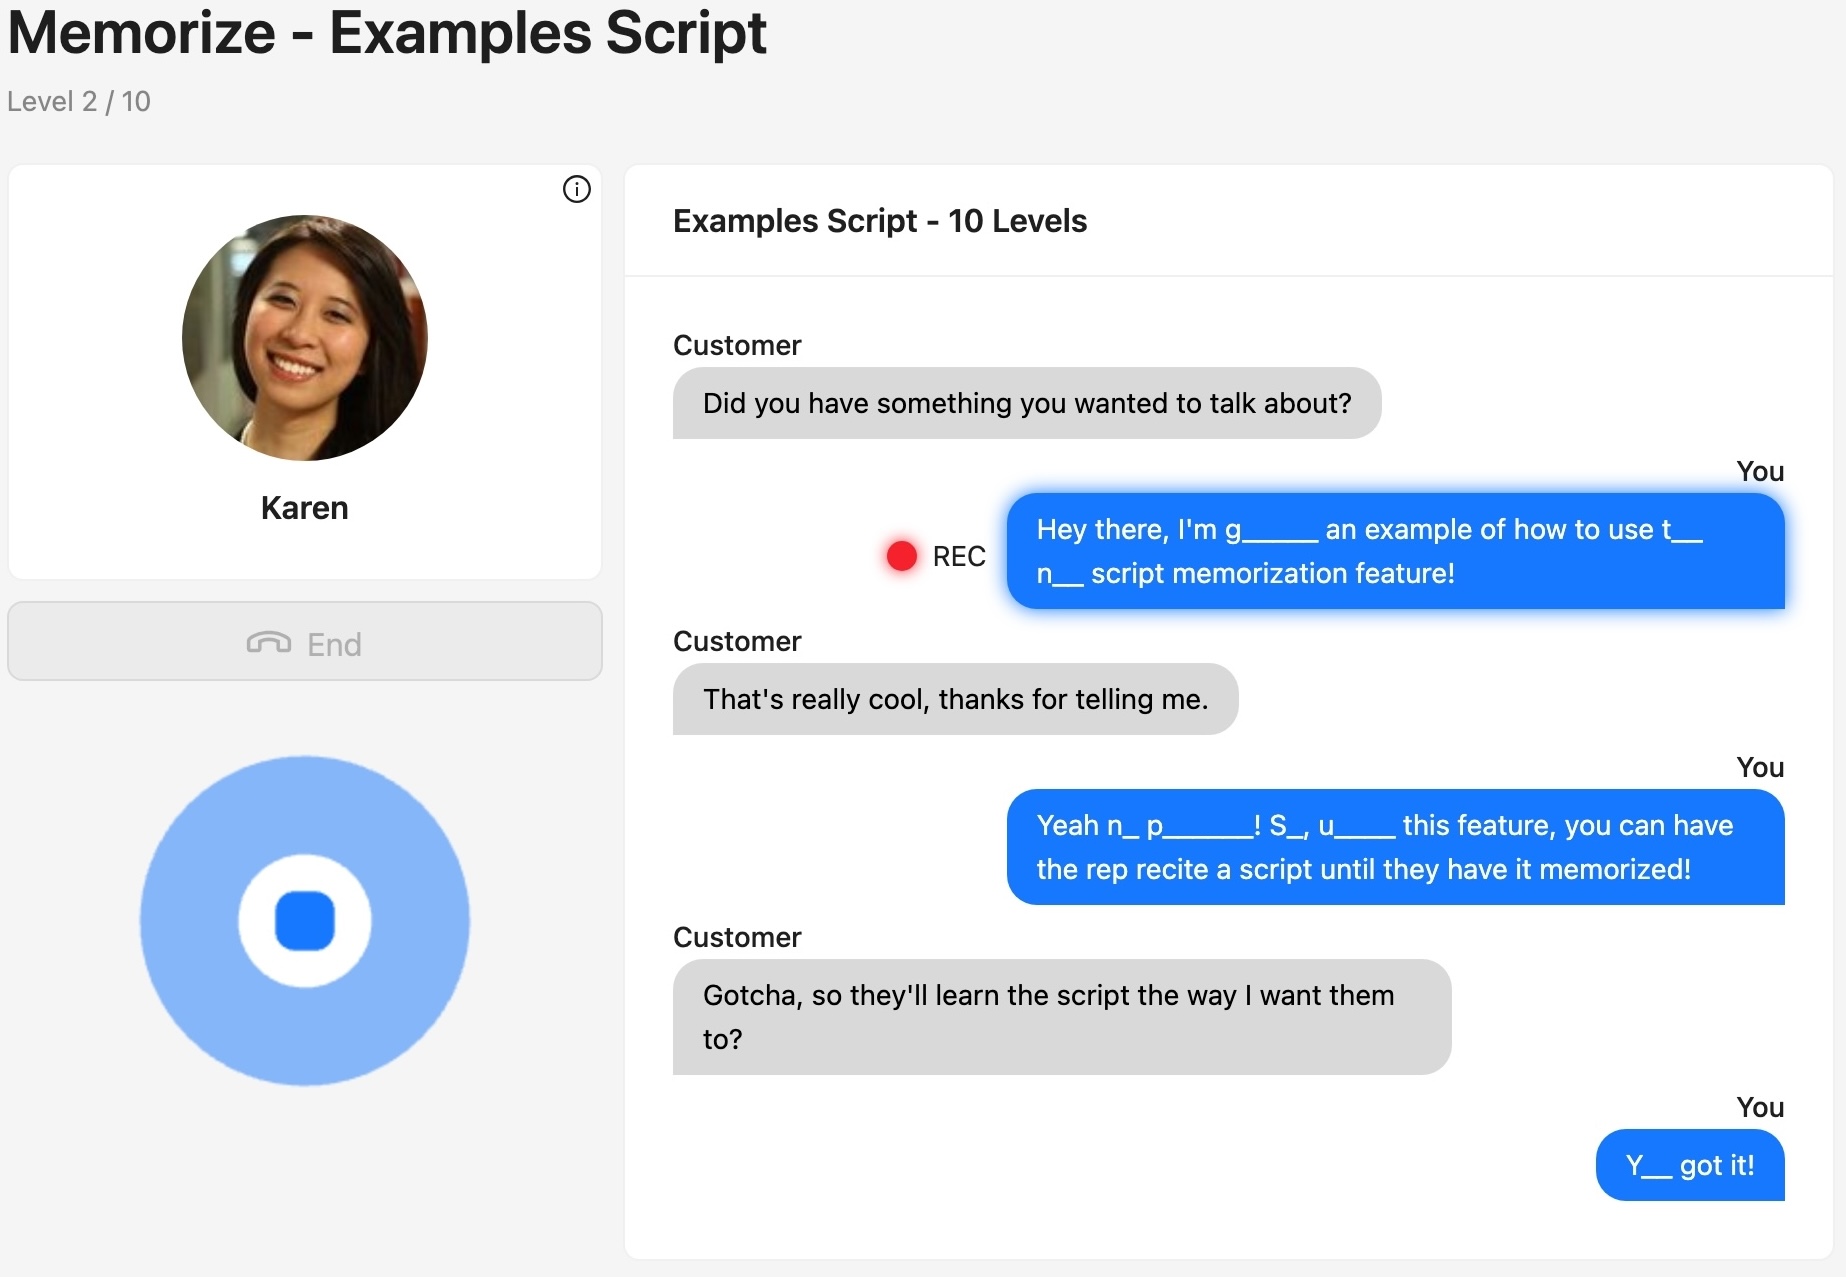 Memorize - Examples Script
Level 2 / 10
Karen
End
Examples Script - 10 Levels
Customer
Did you have something you wanted to talk about?
You
REC
Hey there, I'm g_____ an example of how to use t__
n__ script memorization feature!
Customer
That's really cool, thanks for telling me.
You
Yeah n_ p______! S_, u____ this feature, you can have
the rep recite a script until they have it memorized!
Customer
Gotcha, so they'll learn the script the way I want them
to?
You
Y__ got it!